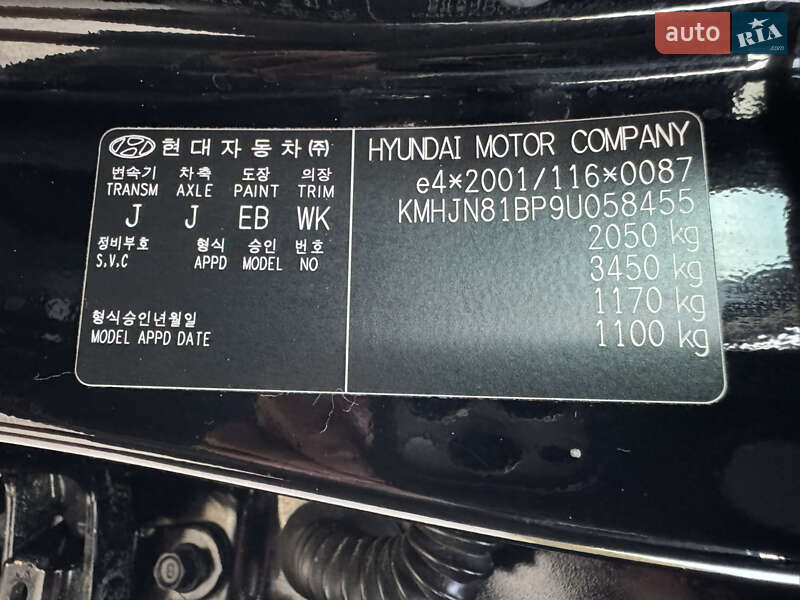 auto RIA.com
현대자동차㈜
변속기 차축 도장 의장
TRANSM AXLE PAINT TRIM
J J EB WK
정비부호 형식 승인 번호
S.V.C APPD MODEL NO
형식승인년월일
MODEL APPD DATE
HYUNDAI MOTOR COMPANY
e4*2001/116*0087
KMHJN81BP9U058455
2050 kg
3450 kg
1170 kg
1100 kg